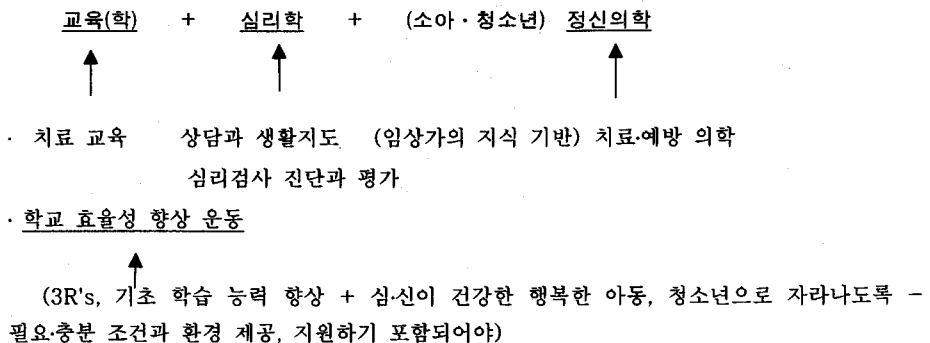 교육(학) + 심리학 + (소아·청소년) 정신의학
· 치료 교육 상담과 생활지도 (임상가의 지식 기반) 치료·예방 의학
심리검사 진단과 평가
· 학교 효율성 향상 운동
(3R's, 기초 학습 능력 향상 + 심·신이 건강한 행복한 아동, 청소년으로 자라나도록 -
필요·충분 조건과 환경 제공, 지원하기 포함되어야)